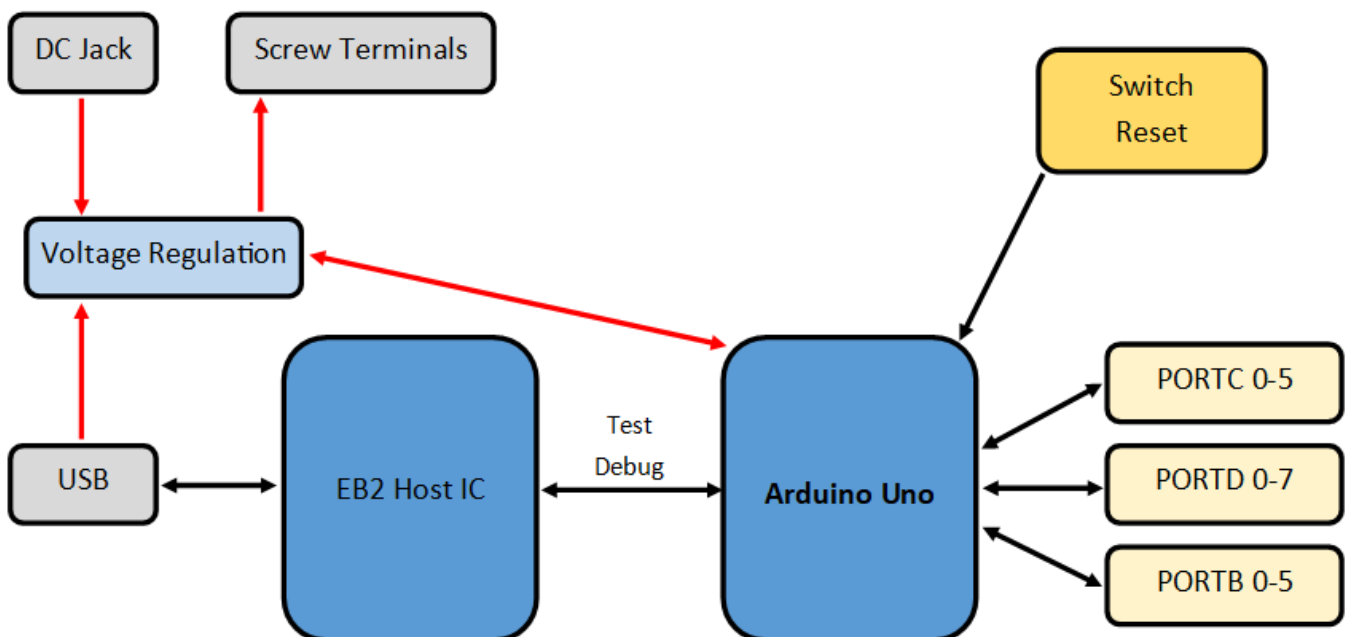 DC Jack
Screw Terminals
Switch
Reset
Voltage Regulation
USB
EB2 Host IC
Test
Debug
Arduino Uno
PORTC 0-5
PORTD 0-7
PORTB 0-5